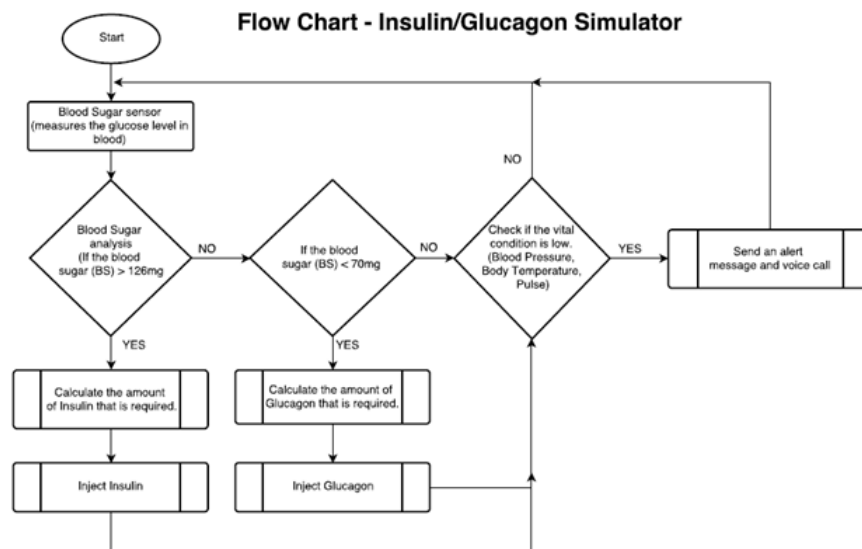 Flow Chart - Insulin/Glucagon Simulator
Start
Blood Sugar sensor
(measures the glucose level in
blood)
NO
Blood Sugar
analysis
(If the blood
sugar (BS) > 126mg
NO
If the blood
sugar (BS) < 70mg
NO
Check if the vital
condition is low.
(Blood Pressure,
Body Temperature,
Pulse)
YES
Send an alert
message and voice call
YES
YES
Calculate the amount
of Insulin that is required.
Calculate the amount of
Glucagon that is required.
Inject Insulin
Inject Glucagon